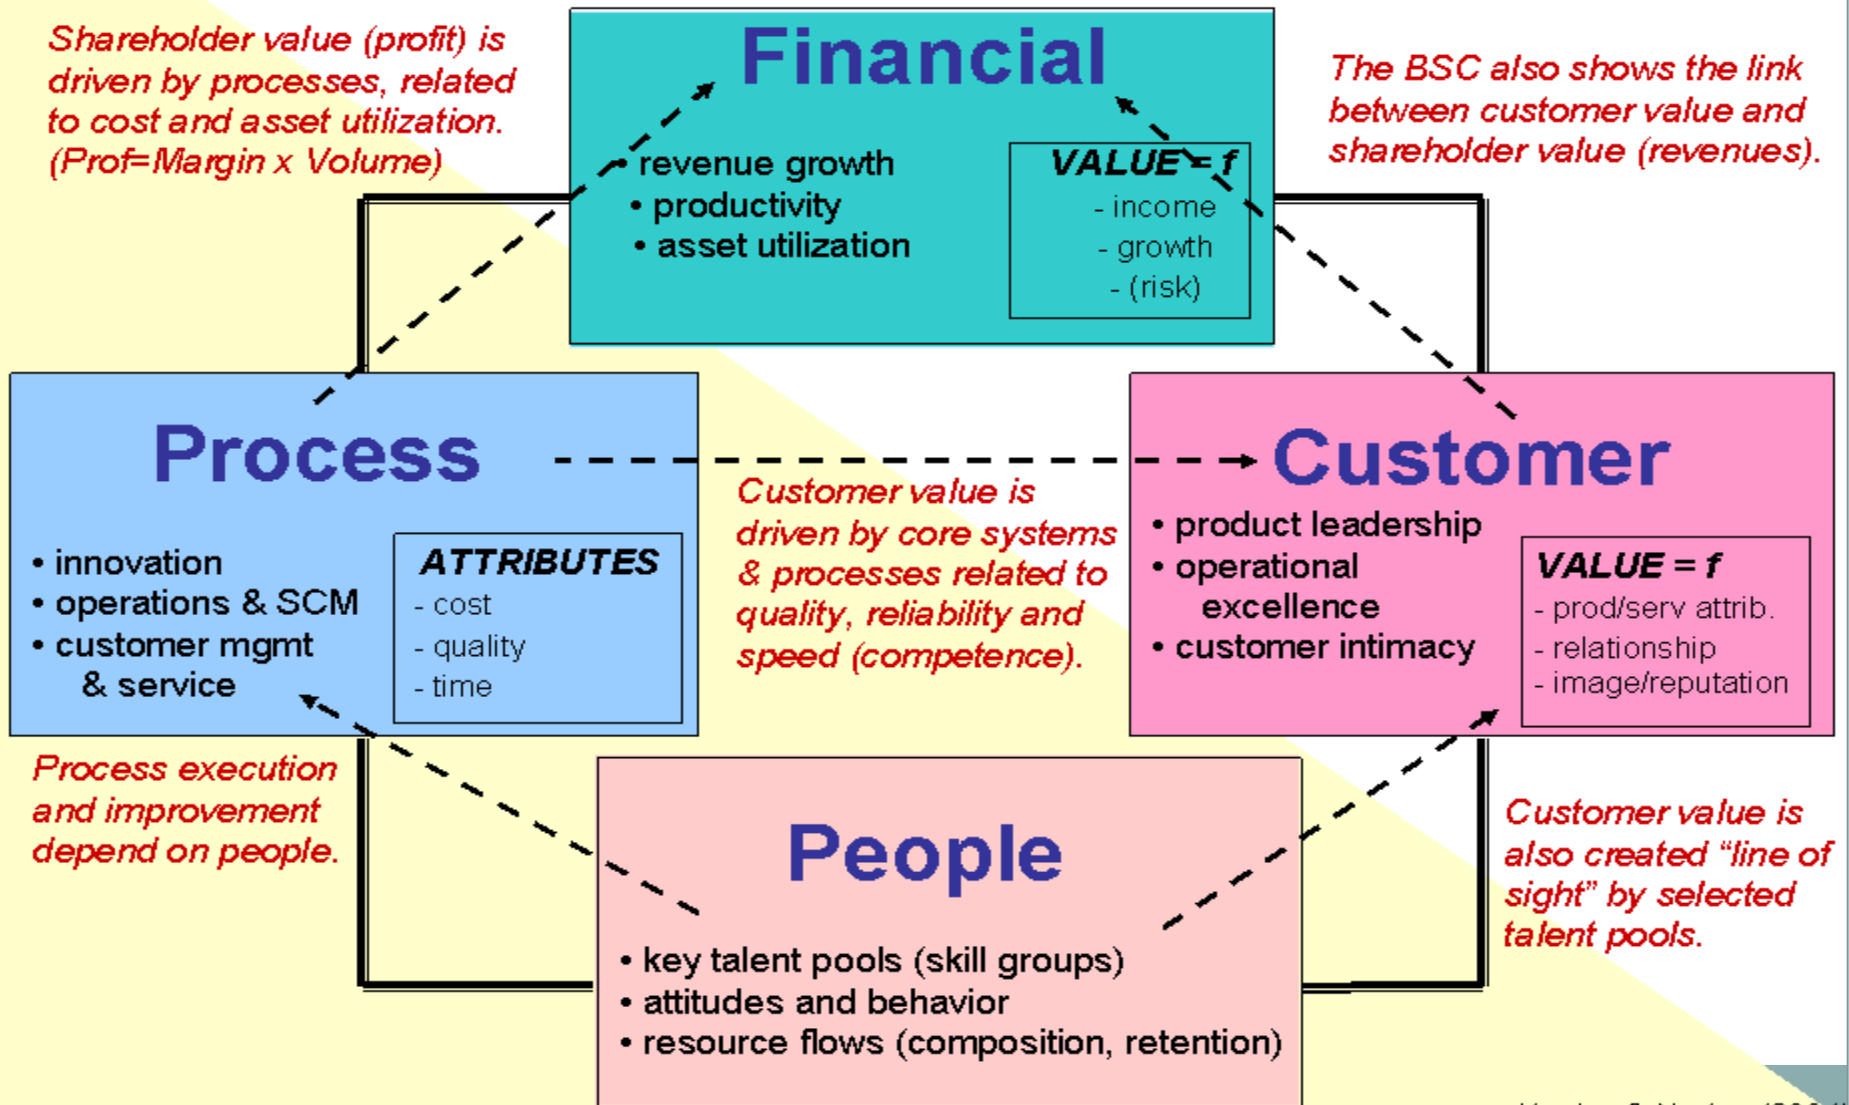 Shareholder value (profit) is
driven by processes, related
to cost and asset utilization.
(Prof=Margin x Volume)
Financial
• revenue growth
• productivity
• asset utilization
VALUE = f
- income
- growth
- (risk)
The BSC also shows the link
between customer value and
shareholder value (revenues).
Process
• innovation
• operations & SCM
• customer mgmt
& service
ATTRIBUTES
- cost
- quality
- time
Customer value is
driven by core systems
& processes related to
quality, reliability and
speed (competence).
Customer
• product leadership
• operational
excellence
• customer intimacy
VALUE = f
- prod/serv attrib.
- relationship
- image/reputation
Process execution
and improvement
depend on people.
People
• key talent pools (skill groups)
• attitudes and behavior
• resource flows (composition, retention)
Customer value is
also created “line of
sight” by selected
talent pools.